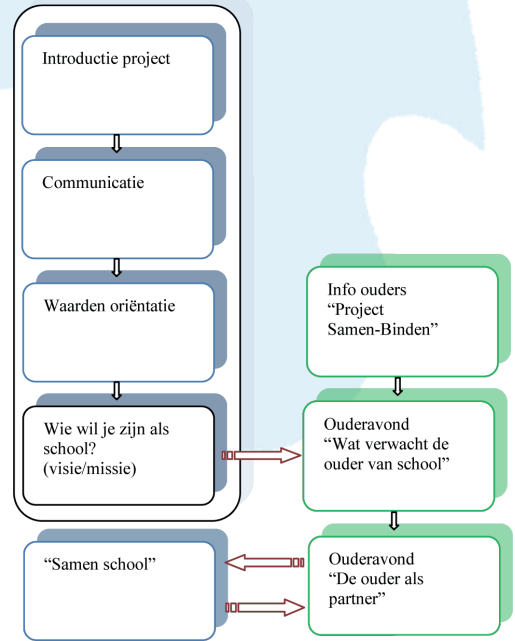 Introductie project
Communicatie
Waarden oriëntatie
Wie wil je zijn als
school?
(visie/missie)
“Samen school”
Info ouders
“Project
Samen-Binden”
Ouderavond
“Wat verwacht de
ouder van school”
Ouderavond
“De ouder als
partner”